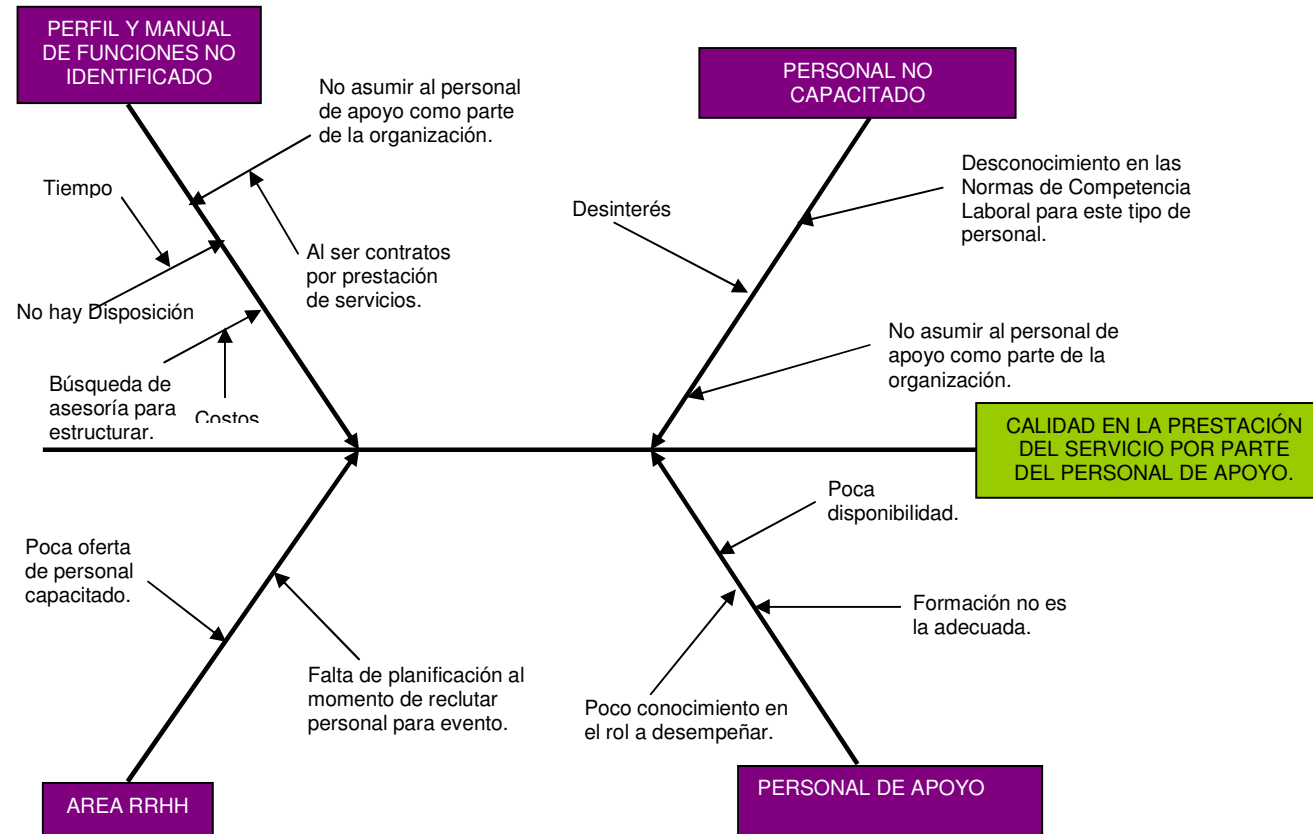 PERFIL Y MANUAL
DE FUNCIONES NO
IDENTIFICADO
No asumir al personal
de apoyo como parte
de la organización.
Tiempo
Al ser contratos
por prestación
de servicios.
No hay Disposición
Búsqueda de
asesoría para
estructurar.
Costos
PERSONAL NO
CAPACITADO
Desconocimiento en las
Normas de Competencia
Laboral para este tipo de
personal.
Desinterés
No asumir al personal de
apoyo como parte de la
organización.
CALIDAD EN LA PRESTACIÓN
DEL SERVICIO POR PARTE
DEL PERSONAL DE APOYO.
Poca oferta
de personal
capacitado.
Falta de planificación al
momento de reclutar
personal para evento.
AREA RRHH
Poca
disponibilidad.
Formación no es
la adecuada.
Poco conocimiento en
el rol a desempeñar.
PERSONAL DE APOYO